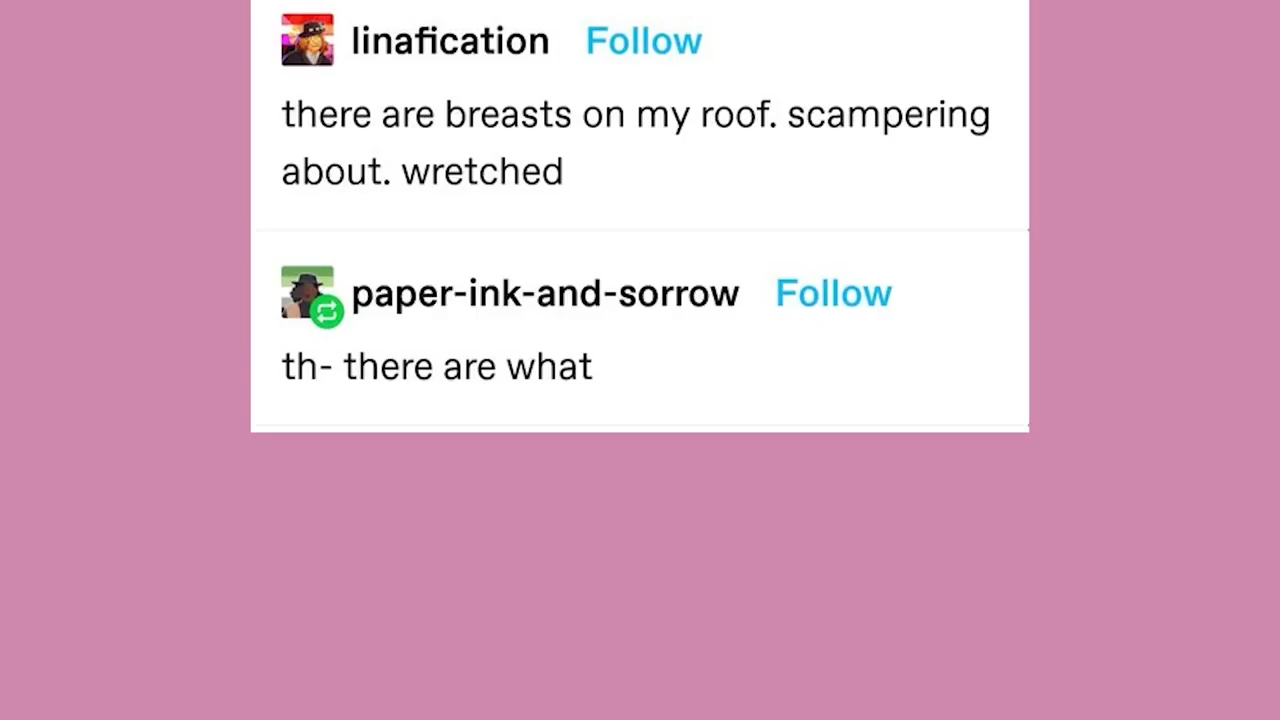 linafication Follow
there are breasts on my roof. scampering
about. wretched
paper-ink-and-sorrow Follow
th- there are what